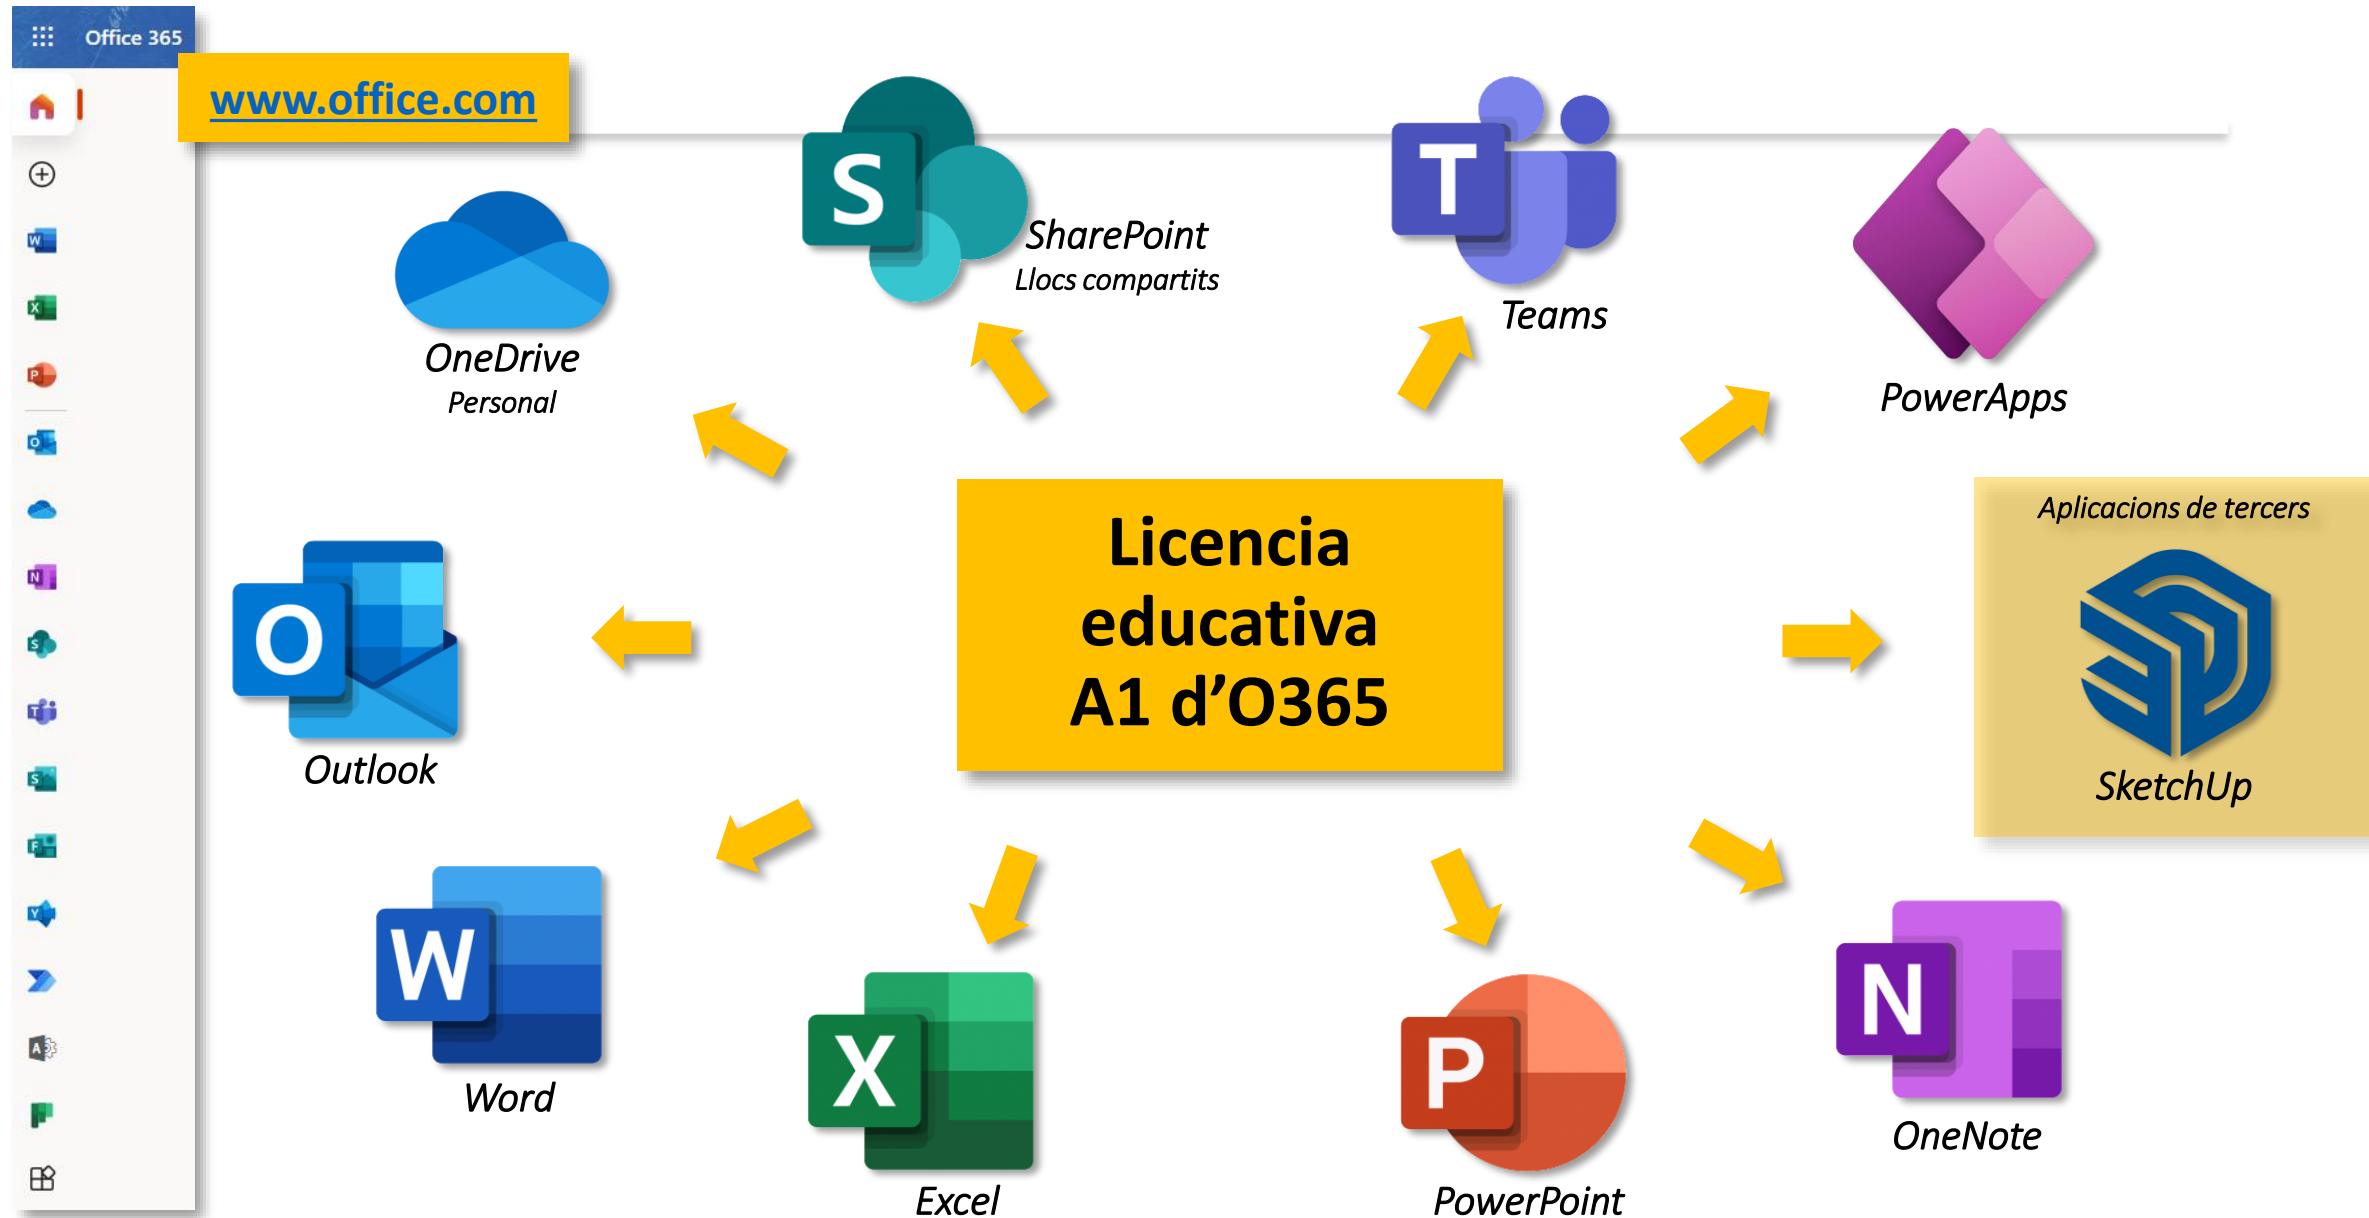 Office 365
www.office.com
S
SharePoint
Llocs compartits
T
Teams
OneDrive
Personal
PowerApps
Licencia
educativa
A1 d’O365
Aplicacions de tercers
SketchUp
O
Outlook
W
Word
X
Excel
P
PowerPoint
N
OneNote
W
X
P
O
N
S
T
S
F
Y
A